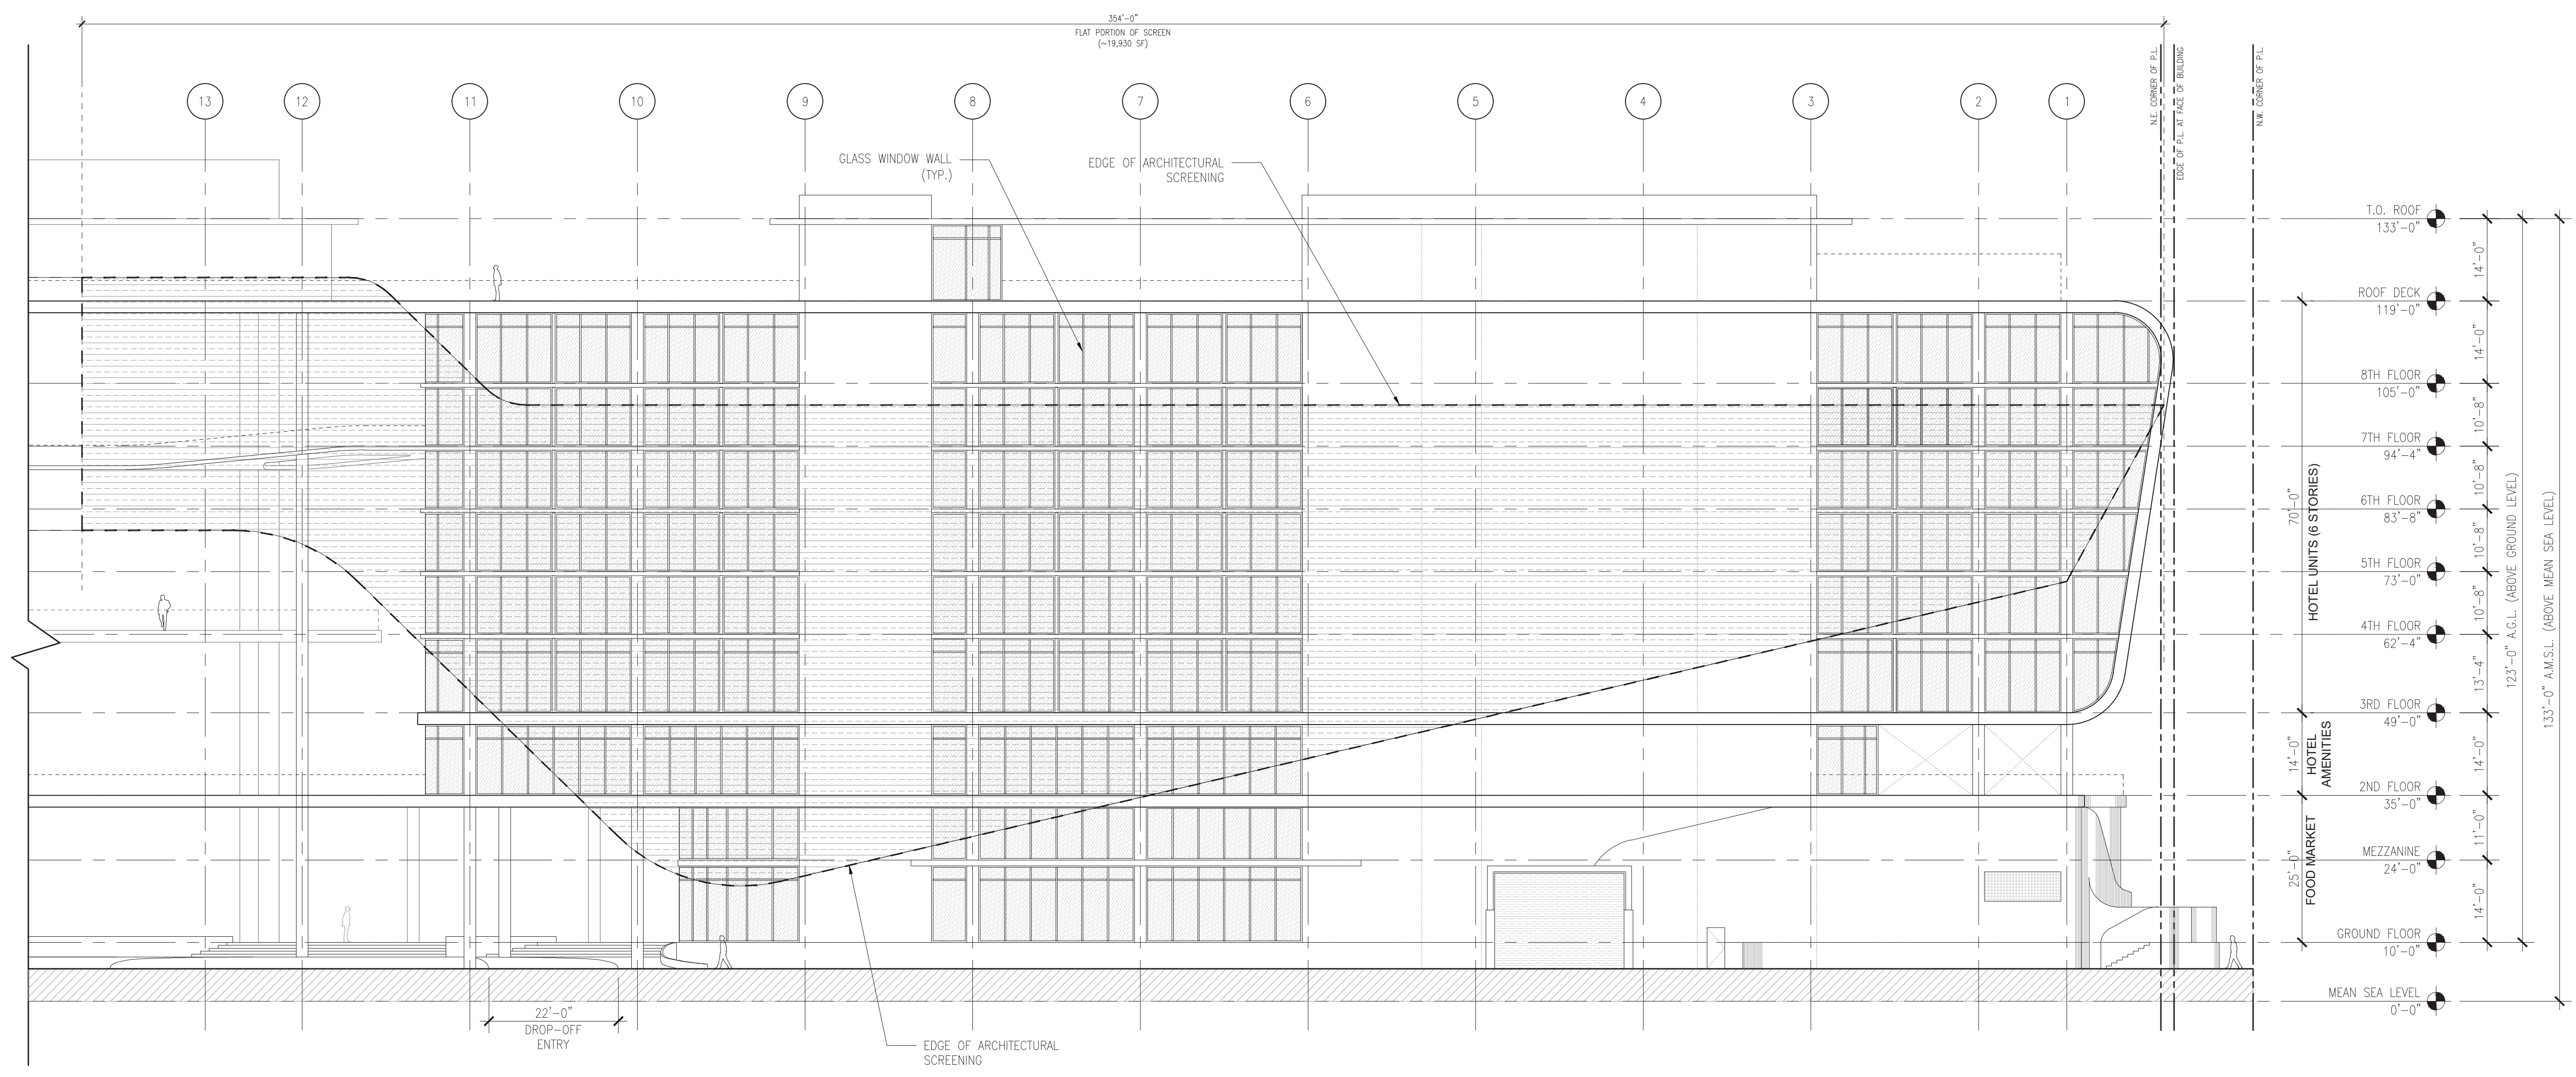 354'-0"
FLAT PORTION OF SCREEN
(~19,930 SF)
N.E. CORNER OF P.L.
EDGE OF P.L. AT FACE OF BUILDING
N.W. CORNER OF P.L.
13
12
11
10
9
8
7
6
5
4
3
2
1
GLASS WINDOW WALL
(TYP.)
EDGE OF ARCHITECTURAL
SCREENING
T.O. ROOF
133'-0"
14'-0"
ROOF DECK
119'-0"
14'-0"
8TH FLOOR
105'-0"
10'-8"
7TH FLOOR
94'-4"
10'-8"
6TH FLOOR
83'-8"
10'-8"
5TH FLOOR
73'-0"
10'-8"
4TH FLOOR
62'-4"
13'-4"
3RD FLOOR
49'-0"
14'-0"
2ND FLOOR
35'-0"
11'-0"
MEZZANINE
24'-0"
14'-0"
GROUND FLOOR
10'-0"
MEAN SEA LEVEL
0'-0"
70'-0"
HOTEL UNITS (6 STORIES)
14'-0"
HOTEL
AMENITIES
25'-0"
FOOD MARKET
123'-0" A.G.L. (ABOVE GROUND LEVEL)
133'-0" A.M.S.L. (ABOVE MEAN SEA LEVEL)
22'-0"
DROP-OFF
ENTRY
EDGE OF ARCHITECTURAL
SCREENING